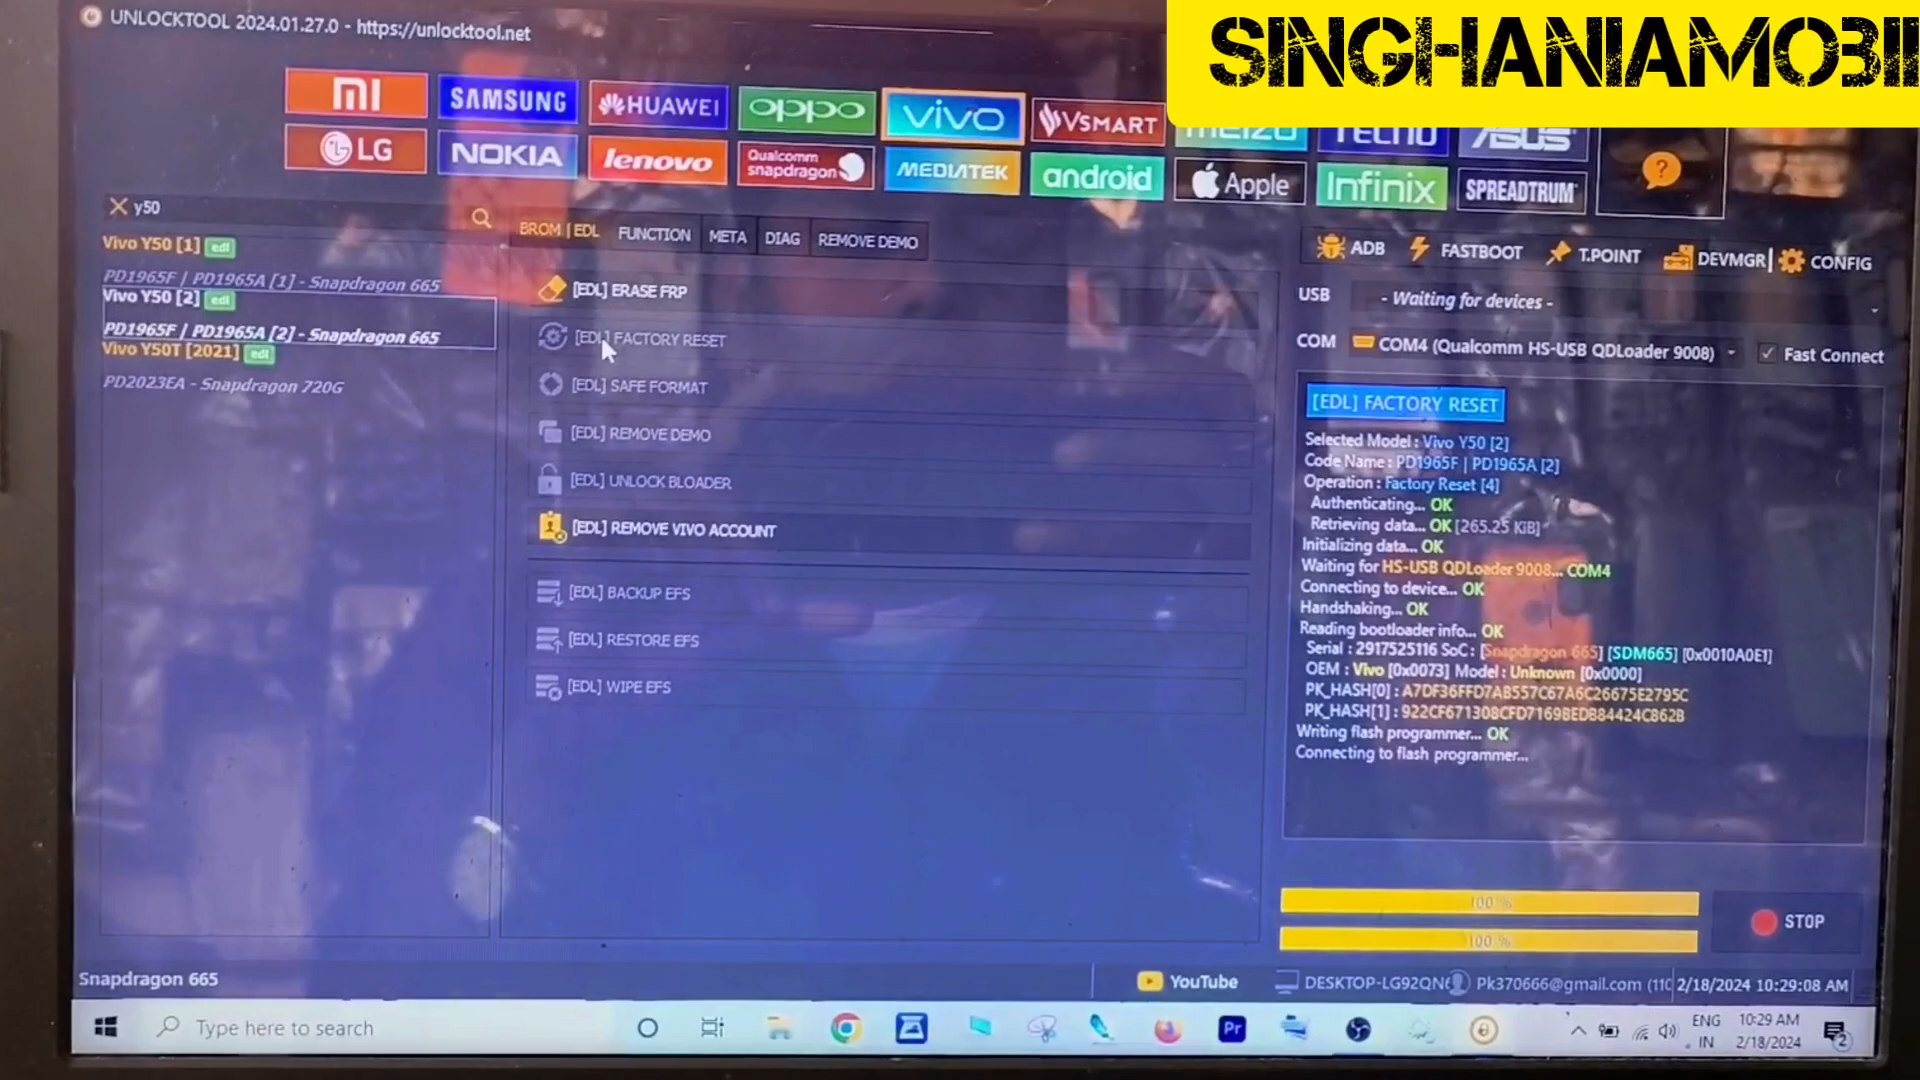 UNLOCKTOOL 2024.01.27.0 - https://unlocktool.net
SINGHANIAMOBI
MI
SAMSUNG
HUAWEI
oppo
vivo
VSMART
MEIZU
TECNO
ASUS
LG
NOKIA
lenovo
Qualcomm snapdragon
MEDIATEK
android
Apple
Infinix
SPREADTRUM
?
y50
Vivo Y50 [1] edl
PD1965F | PD1965A [1] - Snapdragon 665
Vivo Y50 [2] edl
PD1965F | PD1965A [2] - Snapdragon 665
Vivo Y50T [2021] edl
PD2023EA - Snapdragon 720G
BROM | EDL FUNCTION META DIAG REMOVE DEMO
[EDL] ERASE FRP
[EDL] FACTORY RESET
[EDL] SAFE FORMAT
[EDL] REMOVE DEMO
[EDL] UNLOCK BLOADER
[EDL] REMOVE VIVO ACCOUNT
[EDL] BACKUP EFS
[EDL] RESTORE EFS
[EDL] WIPE EFS
ADB FASTBOOT T.POINT DEVMGR CONFIG
USB - Waiting for devices -
COM COM4 (Qualcomm HS-USB QDLoader 9008) Fast Connect
[EDL] FACTORY RESET
Selected Model : Vivo Y50 [2]
Code Name : PD1965F | PD1965A [2]
Operation : Factory Reset [4]
Authenticating... OK
Retrieving data... OK [265.25 KiB]
Initializing data... OK
Waiting for HS-USB QDLoader 9008... COM4
Connecting to device... OK
Handshaking... OK
Reading bootloader info... OK
Serial : 2917525116 SoC : [Snapdragon 665] [SDM665] [0x0010A0E1]
OEM : Vivo [0x0073] Model : Unknown [0x0000]
PK_HASH[0] : A7DF36FFD7AB557C67A6C26675E2795C
PK_HASH[1] : 922CF671308CFD7169BEDB84424C862B
Writing flash programmer... OK
Connecting to flash programmer...
100 %
100 %
STOP
Snapdragon 665
YouTube
DESKTOP-LG92QN
Pk370666@gmail.com (110
2/18/2024 10:29:08 AM
Type here to search
Pr
ENG
IN
10:29 AM
2/18/2024
2